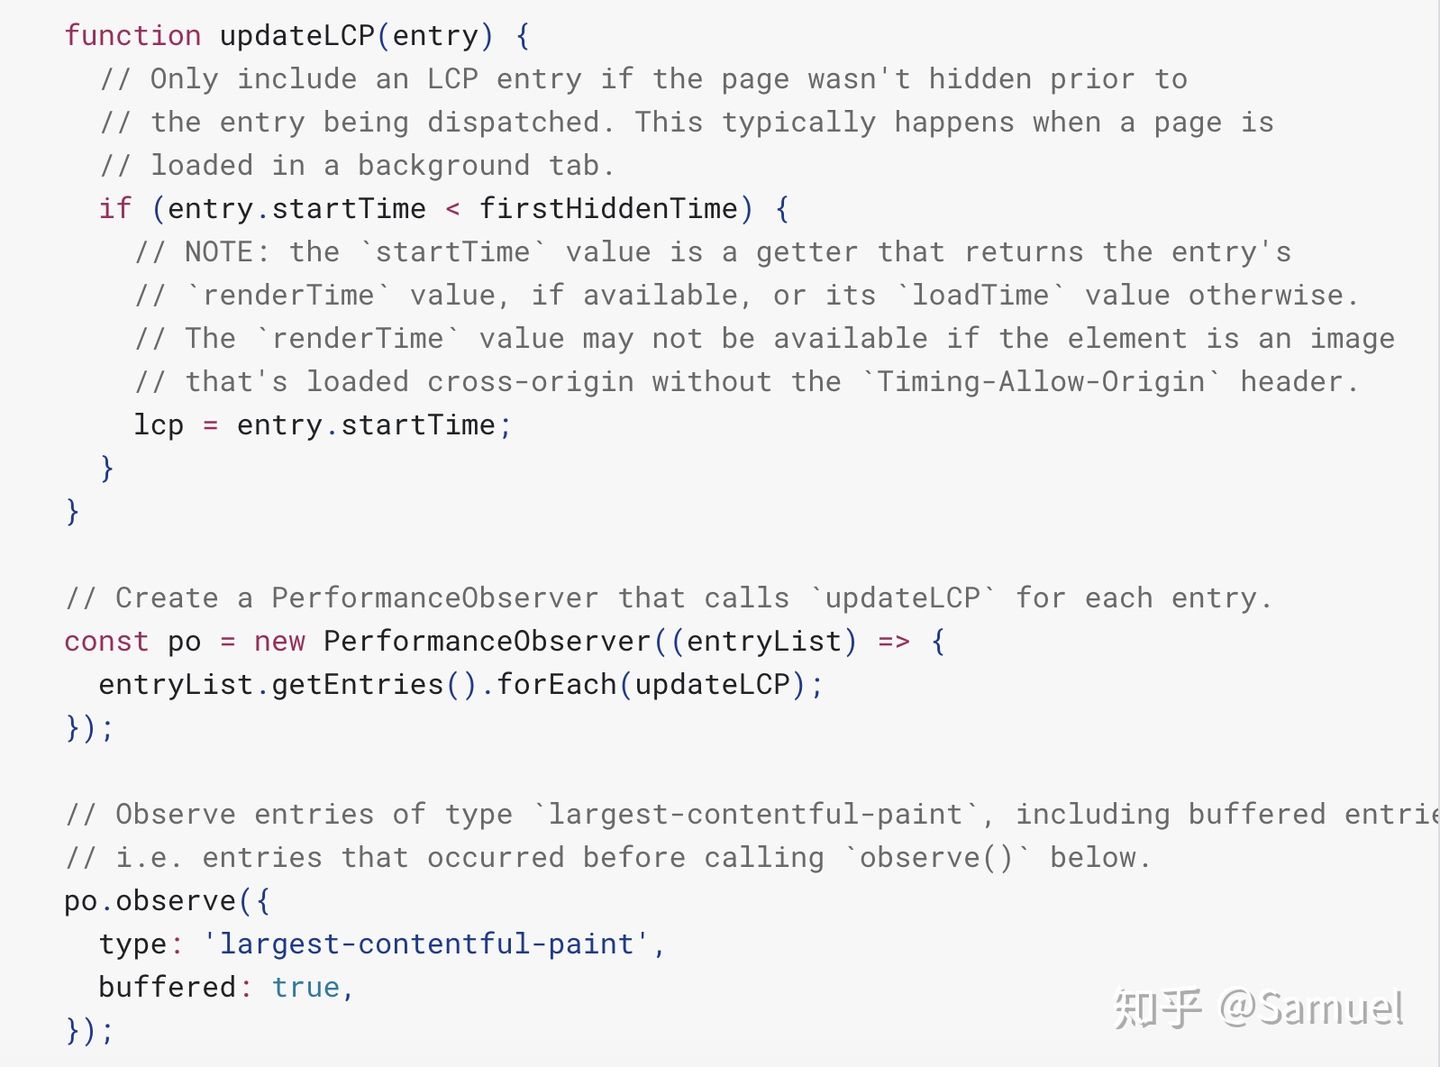 function updateLCP(entry) {
  // Only include an LCP entry if the page wasn't hidden prior to
  // the entry being dispatched. This typically happens when a page is
  // loaded in a background tab.
  if (entry.startTime < firstHiddenTime) {
    // NOTE: the `startTime` value is a getter that returns the entry's
    // `renderTime` value, if available, or its `loadTime` value otherwise.
    // The `renderTime` value may not be available if the element is an image
    // that's loaded cross-origin without the `Timing-Allow-Origin` header.
    lcp = entry.startTime;
  }
}
// Create a PerformanceObserver that calls `updateLCP` for each entry.
const po = new PerformanceObserver((entryList) => {
  entryList.getEntries().forEach(updateLCP);
});
// Observe entries of type `largest-contentful-paint`, including buffered entrie
// i.e. entries that occurred before calling `observe()` below.
po.observe({
  type: 'largest-contentful-paint',
  buffered: true,
});
知乎 @Samuel